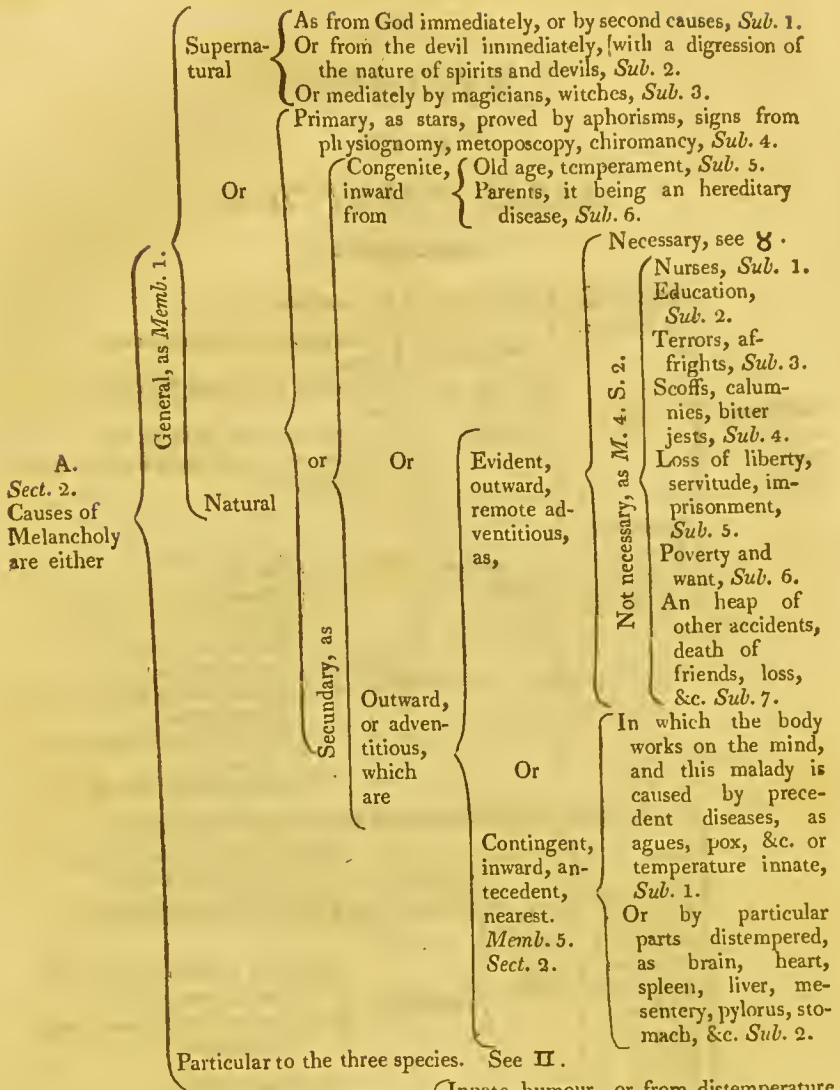 As from God immediately, or by second causes, Sub. 1.
Superna-
tural
Or from the devil immediately, [with a digression of
the nature of spirits and devils, Sub. 2.
Or mediately by magicians, witches, Sub. 3.
Or
Primary, as stars, proved by aphorisms, signs from
physiognomy, metoposcopy, chiromancy, Sub. 4.
Congenite,
inward
from
Old age, temperament, Sub. 5.
Parents, it being an hereditary
disease, Sub. 6.
General, as Memb. 1.
A.
Sect. 2.
Causes of
Melancholy
are either
Natural
or
Secundary, as
Or
Outward,
or adven-
titious,
which
are
Evident,
outward,
remote ad-
ventitious,
as,
Necessary, see ♉.
Not necessary, as M. 4. S. 2.
Nurses, Sub. 1.
Education,
Sub. 2.
Terrors, af-
frights, Sub. 3.
Scoffs, calum-
nies, bitter
jests, Sub. 4.
Loss of liberty,
servitude, im-
prisonment,
Sub. 5.
Poverty and
want, Sub. 6.
An heap of
other accidents,
death of
friends, loss,
&c. Sub. 7.
Or
Contingent,
inward, an-
tecedent,
nearest.
Memb. 5.
Sect. 2.
In which the body
works on the mind,
and this malady is
caused by prece-
dent diseases, as
agues, pox, &c. or
temperature innate,
Sub. 1.
Or by particular
parts distempered,
as brain, heart,
spleen, liver, me-
sentery, pylorus, sto-
mach, &c. Sub. 2.
Particular to the three species. See ♊.
Innate humour, or from distemperature